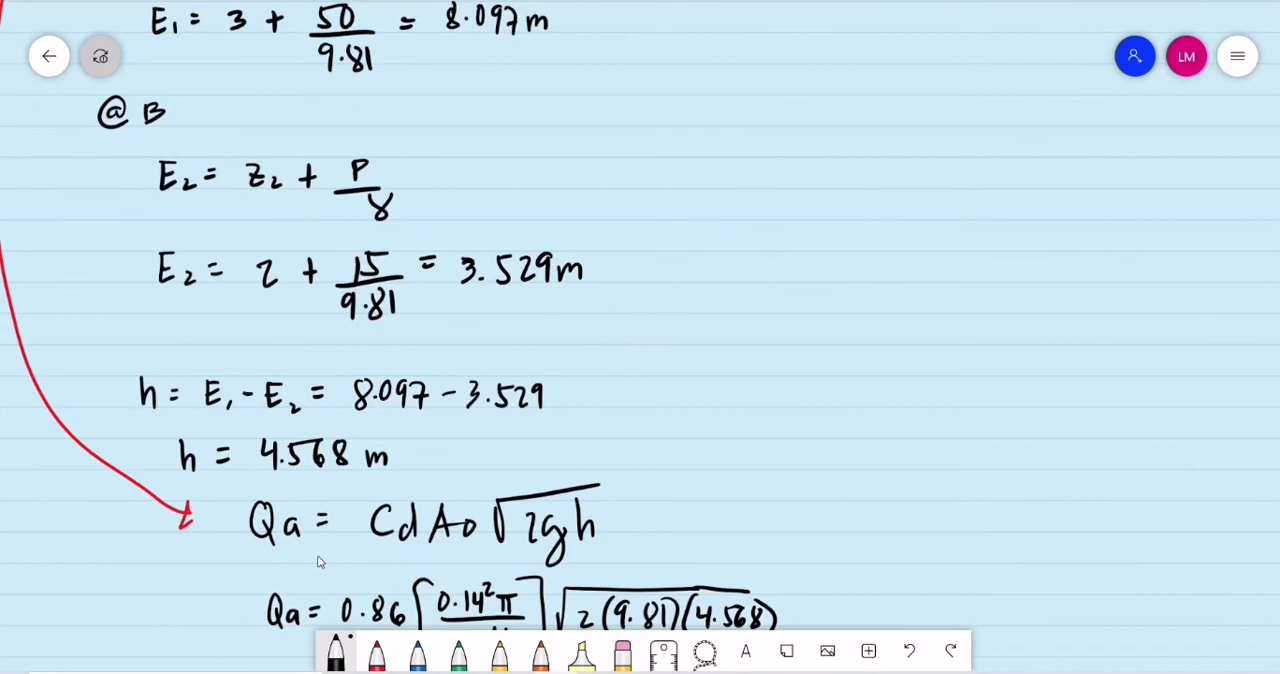 E₁ = 3 + 50/9.81 = 8.097 m
LM
@ B
E₂ = z₂ + P/γ
E₂ = 2 + 15/9.81 = 3.529 m
h = E₁ - E₂ = 8.097 - 3.529
h = 4.568 m
Qa = Cd Ao √2gh
Qa = 0.86 [0.14²π/] √2(9.81)(4.568)
A